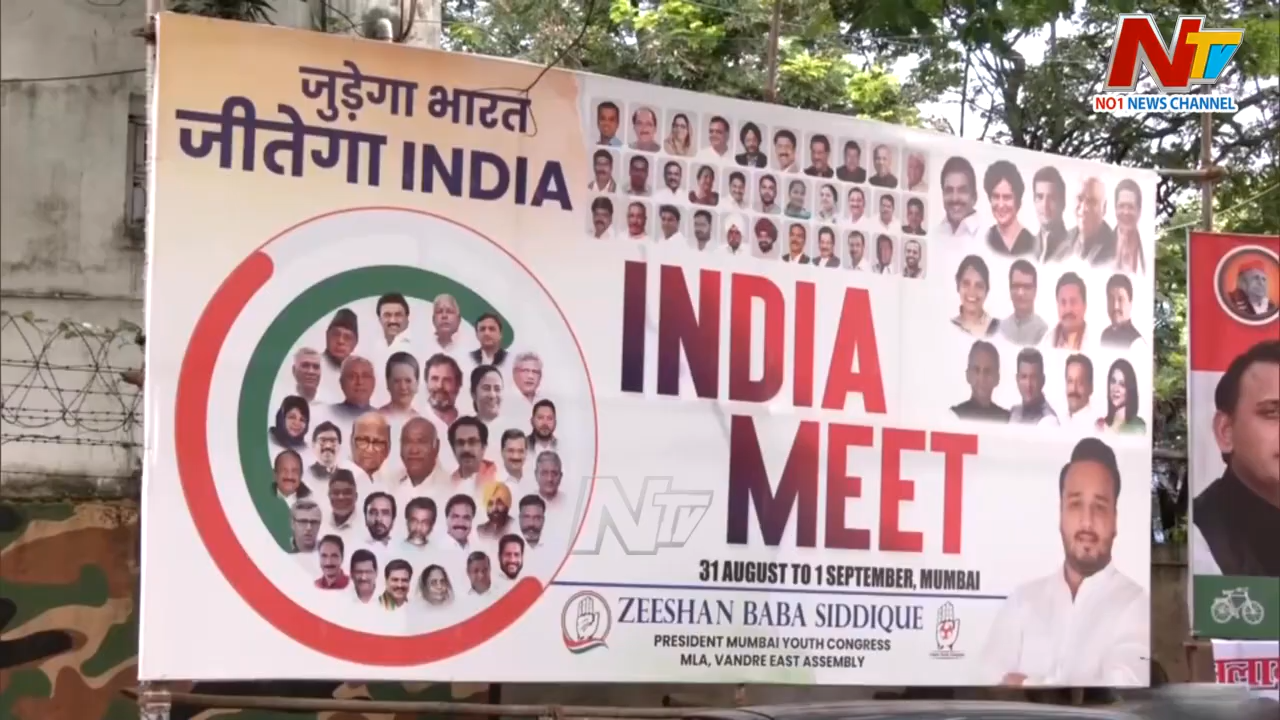 NTV
NO1 NEWS CHANNEL
जुड़ेगा भारत
जीतेगा INDIA
INDIA
MEET
NTV
31 AUGUST TO 1 SEPTEMBER, MUMBAI
ZEESHAN BABA SIDDIQUE
PRESIDENT MUMBAI YOUTH CONGRESS
MLA, VANDRE EAST ASSEMBLY